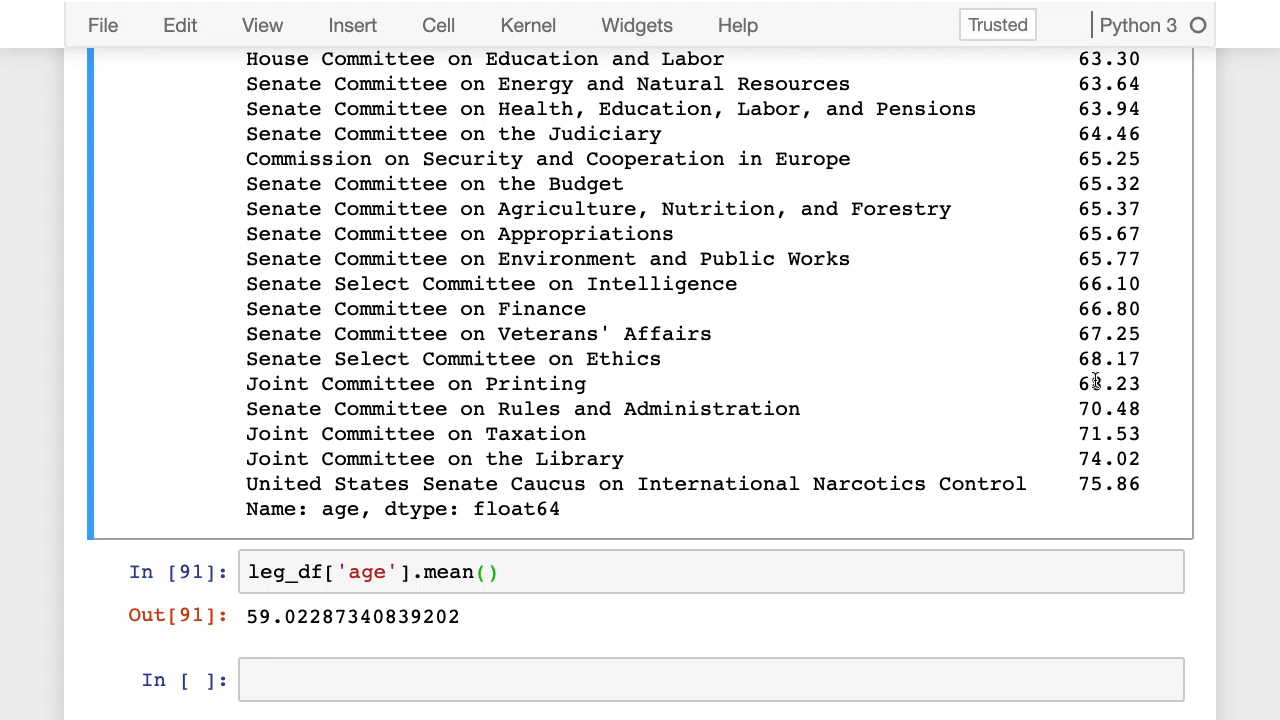 File Edit View Insert Cell Kernel Widgets Help Trusted Python 3
House Committee on Education and Labor 63.30
Senate Committee on Energy and Natural Resources 63.64
Senate Committee on Health, Education, Labor, and Pensions 63.94
Senate Committee on the Judiciary 64.46
Commission on Security and Cooperation in Europe 65.25
Senate Committee on the Budget 65.32
Senate Committee on Agriculture, Nutrition, and Forestry 65.37
Senate Committee on Appropriations 65.67
Senate Committee on Environment and Public Works 65.77
Senate Select Committee on Intelligence 66.10
Senate Committee on Finance 66.80
Senate Committee on Veterans' Affairs 67.25
Senate Select Committee on Ethics 68.17
Joint Committee on Printing
Senate Committee on Rules and Administration 70.48
Joint Committee on Taxation 71.53
Joint Committee on the Library 74.02
United States Senate Caucus on International Narcotics Control 75.86
Name: age, dtype: float64
In [91]: leg_df['age'].mean()
Out[91]: 59.02287340839202
In [ ]: